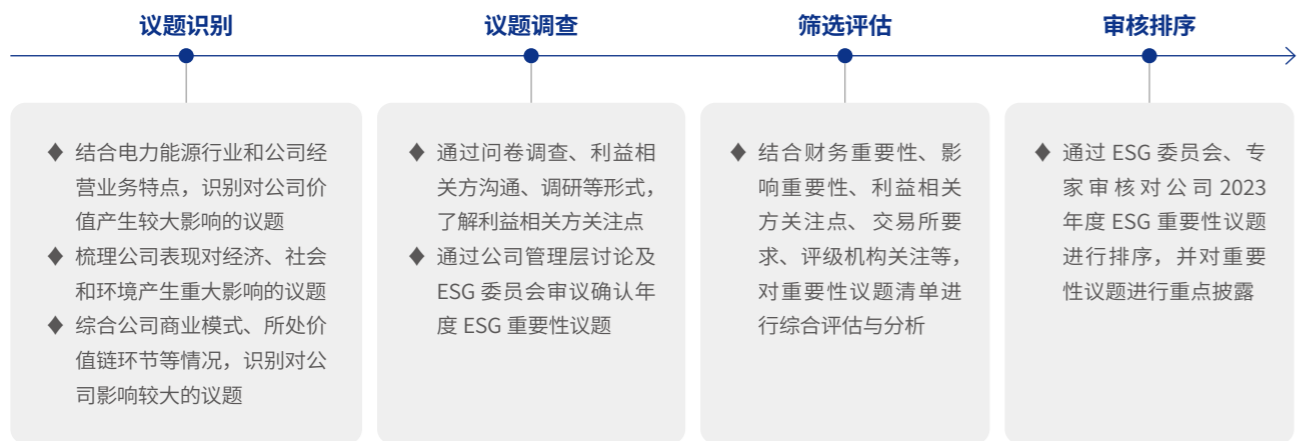 议题识别
议题调查
筛选评估
审核排序
♦ 结合电力能源行业和公司经
营业务特点，识别对公司价
值产生较大影响的议题
♦ 梳理公司表现对经济、社会
和环境产生重大影响的议题
♦ 综合公司商业模式、所处价
值链环节等情况，识别对公
司影响较大的议题
♦ 通过问卷调查、利益相
关方沟通、调研等形式，
了解利益相关方关注点
♦ 通过公司管理层讨论及
ESG 委员会审议确认年
度 ESG 重要性议题
♦ 结合财务重要性、影
响重要性、利益相关
方关注点、交易所要
求、评级机构关注等，
对重要性议题清单进
行综合评估与分析
♦ 通过 ESG 委员会、专
家审核对公司 2023
年度 ESG 重要性议题
进行排序，并对重要
性议题进行重点披露